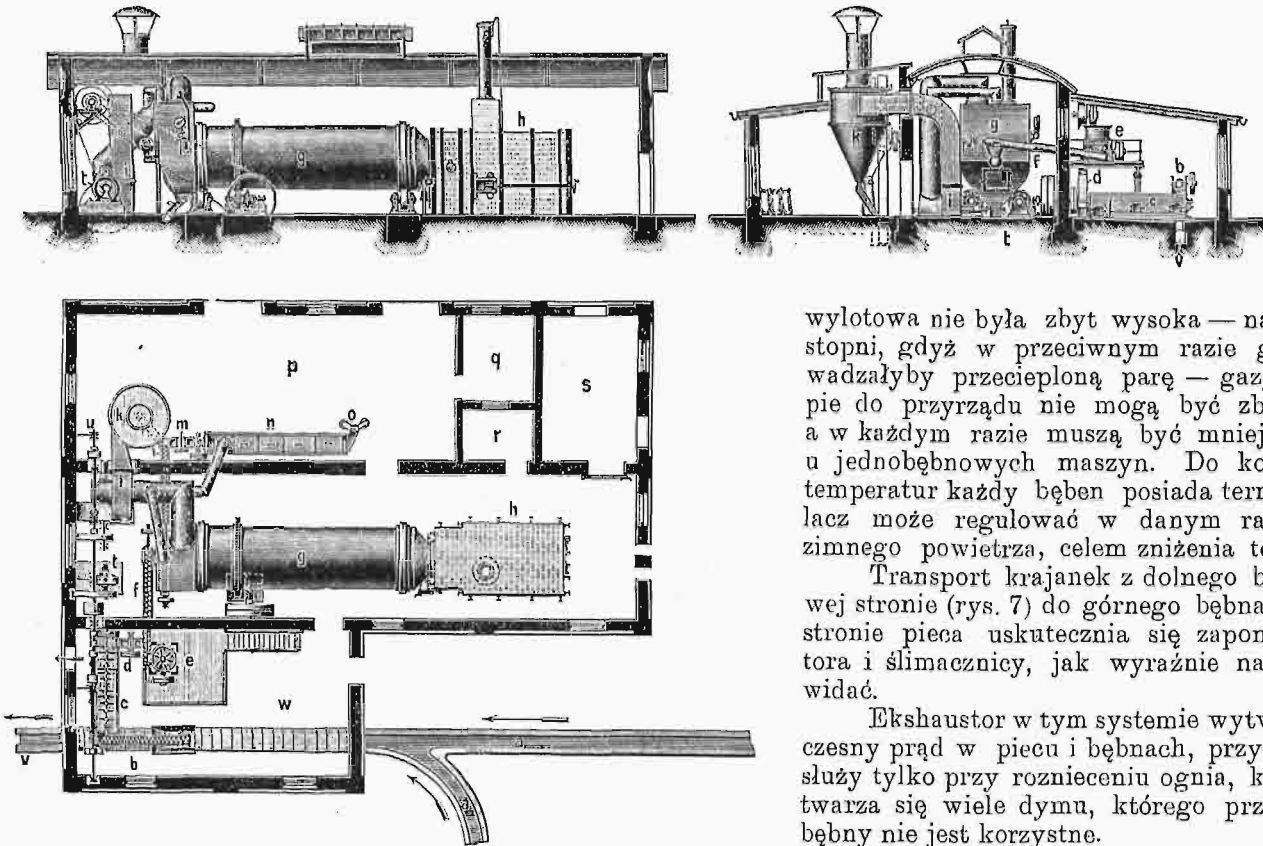 h
g
t
k
g
e
F
b
d
c
t
v
p
q
s
r
k
u
m
n
o
i
h
g
t
f
e
d
c
w
a
b
v
a
wylotowa nie była zbyt wysoka — na
stopni, gdyż w przeciwnym razie g
wadzałyby przecieploną parę — gaz
pie do przyrządu nie mogą być zb
a w każdym razie muszą być mniej
u jednobębnowych maszyn. Do ko
temperatur każdy bęben posiada ter
lacz może regulować w danym ra
zimnego powietrza, celem zniżenia te
Transport krajanek z dolnego b
wej stronie (rys. 7) do górnego bębna
stronie pieca uskutecznia się zapom
tora i ślimacznicy, jak wyraźnie na
widać.
Ekshaustor w tym systemie wytw
czesny prąd w piecu i bębnach, przy
służy tylko przy roznieceniu ognia, k
twarza się wiele dymu, którego prz
bębny nie jest korzystne.